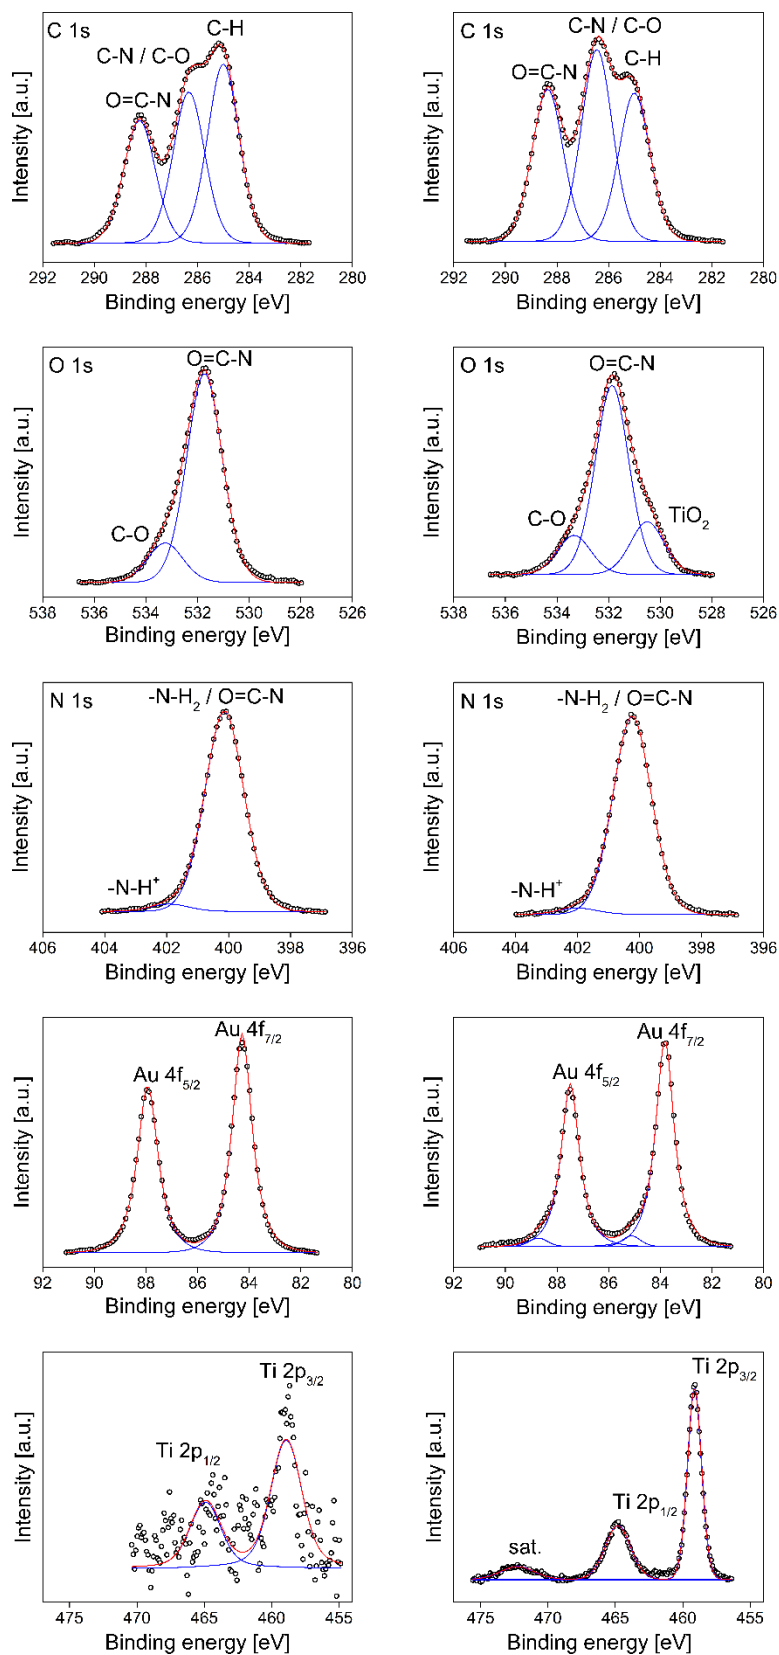 C 1s
C-H
C-N / C-O
O=C-N
Intensity [a.u.]
292 290 288 286 284 282 280
Binding energy [eV]
C 1s
C-N / C-O
C-H
O=C-N
Intensity [a.u.]
292 290 288 286 284 282 280
Binding energy [eV]
O 1s
O=C-N
C-O
Intensity [a.u.]
538 536 534 532 530 528 526
Binding energy [eV]
O 1s
O=C-N
C-O
TiO₂
Intensity [a.u.]
538 536 534 532 530 528 526
Binding energy [eV]
N 1s
-N-H₂ / O=C-N
-N-H⁺
Intensity [a.u.]
406 404 402 400 398 396
Binding energy [eV]
N 1s
-N-H₂ / O=C-N
-N-H⁺
Intensity [a.u.]
406 404 402 400 398 396
Binding energy [eV]
Au 4f7/2
Au 4f5/2
Intensity [a.u.]
92 90 88 86 84 82 80
Binding energy [eV]
Au 4f7/2
Au 4f5/2
Intensity [a.u.]
92 90 88 86 84 82 80
Binding energy [eV]
Ti 2p3/2
Ti 2p1/2
Intensity [a.u.]
475 470 465 460 455
Binding energy [eV]
Ti 2p3/2
Ti 2p1/2
sat.
Intensity [a.u.]
475 470 465 460 455
Binding energy [eV]